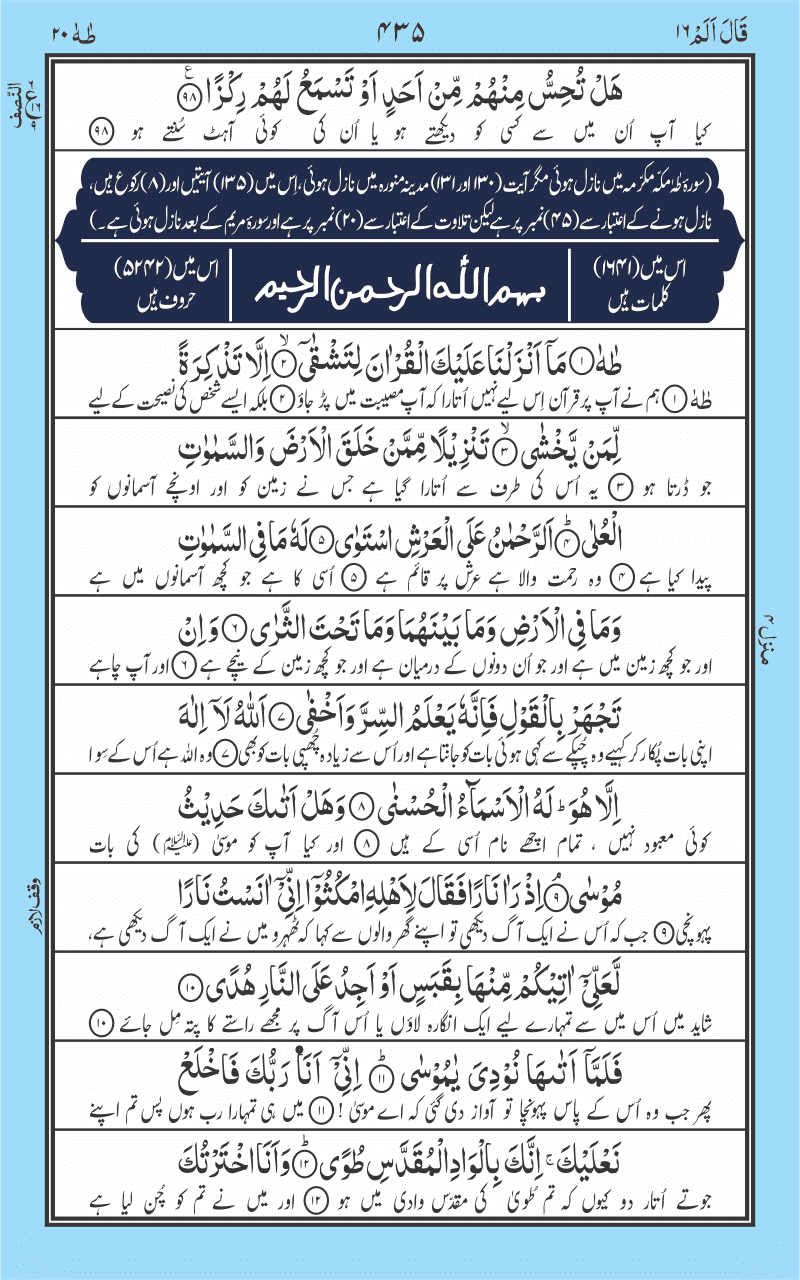 قَالَ اَلَمْ ۱۶
۴۳۵
طٰهٰ ۲۰
النّصف
هَلْ تُحِسُّ مِنْهُمْ مِّنْ اَحَدٍ اَوْ تَسْمَعُ لَهُمْ رِكْزًا ۹۸
کیا آپ اُن میں سے کسی کو دیکھتے ہو یا اُن کی کوئی آہٹ سُنتے ہو ۹۸
(سورۂ طہٰ مکّہ مکرّمہ میں نازل ہوئی مگر آیت (۱۳۰ اور ۱۳۱) مدینہ منورہ میں نازل ہوئی، اِس میں (۱۳۵) آیتیں اور (۸) رکوع ہیں،
نازل ہونے کے اعتبار سے (۴۵) نمبر پر ہے لیکن تلاوت کے اعتبار سے (۲۰) نمبر پر ہے اور سورۂ مریم کے بعد نازل ہوئی ہے۔)
اس میں (۱۶۴۱) کلمات ہیں
بسم الله الرحمن الرحيم
اس میں (۵۲۴۲) حروف ہیں
طٰهٰ ۱ مَاۤ اَنْزَلْنَا عَلَيْكَ الْقُرْاٰنَ لِتَشْقٰۤى ۲ۙ اِلَّا تَذْكِرَةً
طٰہٰ ۱ ہم نے آپ پر قرآن اِس لیے نہیں اُتارا کہ آپ مصیبت میں پڑ جاؤ ۲ بلکہ ایسے شخص کی نصیحت کے لیے
لِّمَنْ يَّخْشٰى ۳ۙ تَنْزِيْلًا مِّمَّنْ خَلَقَ الْاَرْضَ وَالسَّمٰوٰتِ
جو ڈرتا ہو ۳ یہ اُس کی طرف سے اُتارا گیا ہے جس نے زمین کو اور اونچے آسمانوں کو
الْعُلٰى ۴ؕ اَلرَّحْمٰنُ عَلَى الْعَرْشِ اسْتَوٰى ۵ لَهٗ مَا فِى السَّمٰوٰتِ
پیدا کیا ہے ۴ وہ رحمت والا ہے عرش پر قائم ہے ۵ اُسی کا ہے جو کچھ آسمانوں میں ہے
وَمَا فِى الْاَرْضِ وَمَا بَيْنَهُمَا وَمَا تَحْتَ الثَّرٰى ۶ وَاِنْ
اور جو کچھ زمین میں ہے اور جو اُن دونوں کے درمیان ہے اور جو کچھ زمین کے نیچے ہے ۶ اور آپ چاہے
تَجْهَرْ بِالْقَوْلِ فَاِنَّهٗ يَعْلَمُ السِّرَّ وَاَخْفٰى ۷ اَللّٰهُ لَاۤ اِلٰهَ
اپنی بات پُکار کر کہیے وہ چُپکے سے کہی ہوئی بات کو جانتا ہے اور اُس سے زیادہ چھپی بات کو بھی ۷ وہ اللہ ہے اُس کے سِوا
اِلَّا هُوَ ؕ لَهُ الْاَسْمَآءُ الْحُسْنٰى ۸ وَهَلْ اَتٰىكَ حَدِيْثُ
کوئی معبود نہیں ، تمام اچھے نام اُسی کے ہیں ۸ اور کیا آپ کو موسیٰ (علیہ السلام) کی بات
مُوْسٰى ۹ۘ اِذْ رَاٰ نَارًا فَقَالَ لِاَهْلِهِ امْكُثُوْۤا اِنِّىْۤ اٰنَسْتُ نَارًا
پہونچی ۹ جب کہ اُس نے ایک آگ دیکھی تو اپنے گھر والوں سے کہا کہ ٹھہرو میں نے ایک آگ دیکھی ہے،
لَّعَلِّىْۤ اٰتِيْكُمْ مِّنْهَا بِقَبَسٍ اَوْ اَجِدُ عَلَى النَّارِ هُدًى ۱۰
شاید میں اُس میں سے تمہارے لیے ایک انگارہ لاؤں یا اُس آگ پر مجھے راستے کا پتہ مِل جائے ۱۰
فَلَمَّاۤ اَتٰىهَا نُوْدِىَ يٰمُوْسٰى ۱۱ؕ اِنِّىْۤ اَنَا رَبُّكَ فَاخْلَعْ
پھر جب وہ اُس کے پاس پہونچا تو آواز دی گئی کہ اے موسیٰ ! ۱۱ میں ہی تمہارا رب ہوں پس تم اپنے
نَعْلَيْكَ ۚ اِنَّكَ بِالْوَادِ الْمُقَدَّسِ طُوًى ۱۲ؕ وَاَنَا اخْتَرْتُكَ
جوتے اُتار دو کیوں کہ تم طُویٰ کی مقدّس وادی میں ہو ۱۲ اور میں نے تم کو چُن لیا ہے
منزل ۴
وقف لازم